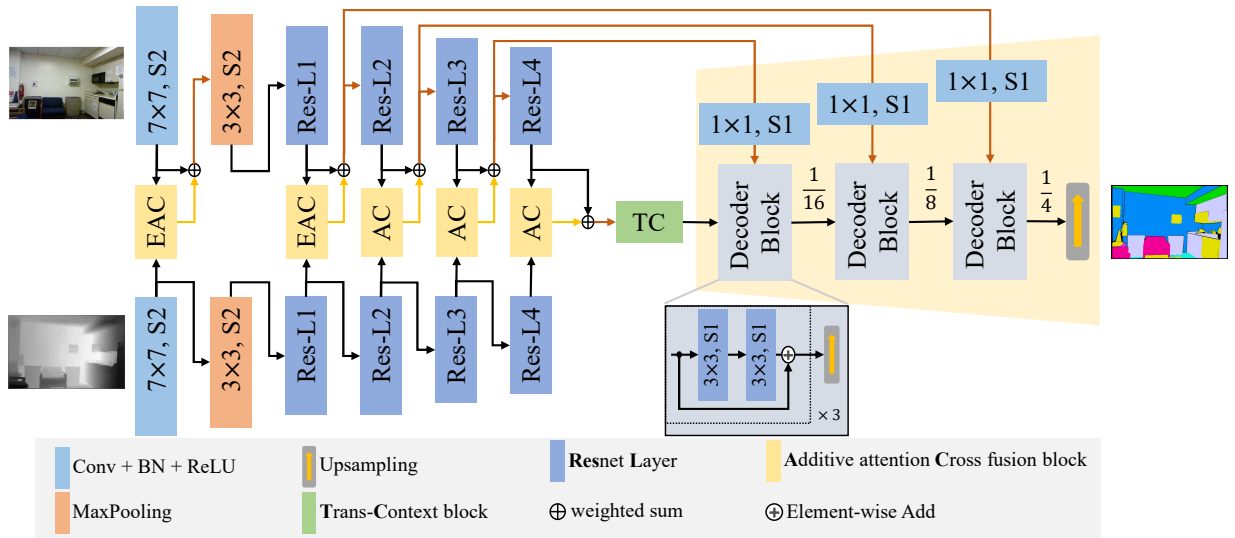 7×7, S2
3×3, S2
Res-L1
Res-L2
Res-L3
Res-L4
1×1, S1
1×1, S1
1×1, S1
EAC
EAC
AC
AC
AC
TC
Decoder
Block
1/16
Decoder
Block
1/8
Decoder
Block
1/4
7×7, S2
3×3, S2
Res-L1
Res-L2
Res-L3
Res-L4
3×3, S1
3×3, S1
× 3
Conv + BN + ReLU
Upsampling
Resnet Layer
Additive attention Cross fusion block
MaxPooling
Trans-Context block
weighted sum
Element-wise Add